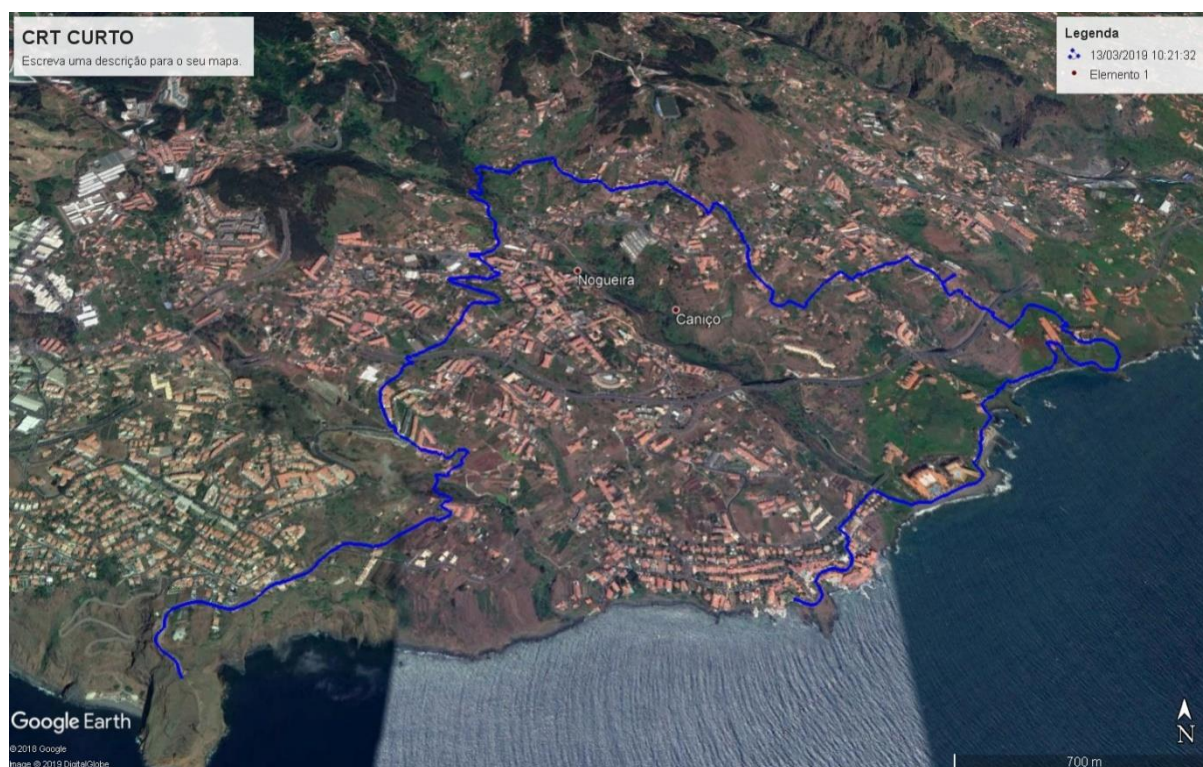 CRT CURTO
Escreva uma descrição para o seu mapa.
Legenda
13/03/2019 10:21:32
Elemento 1
Nogueira
Caniço
Google Earth
© 2018 Google
Image © 2019 DigitalGlobe
N
700 m